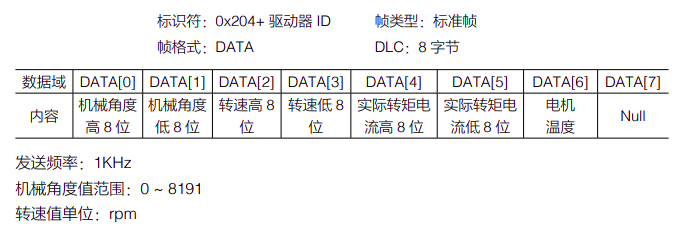 标识符：0x204+ 驱动器 ID 帧类型：标准帧
帧格式：DATA DLC：8 字节
数据域 DATA[0] DATA[1] DATA[2] DATA[3] DATA[4] DATA[5] DATA[6] DATA[7]
内容 机械角度高 8 位 机械角度低 8 位 转速高 8 位 转速低 8 位 实际转矩电流高 8 位 实际转矩电流低 8 位 电机温度 Null
发送频率：1KHz
机械角度值范围：0 ~ 8191
转速值单位：rpm